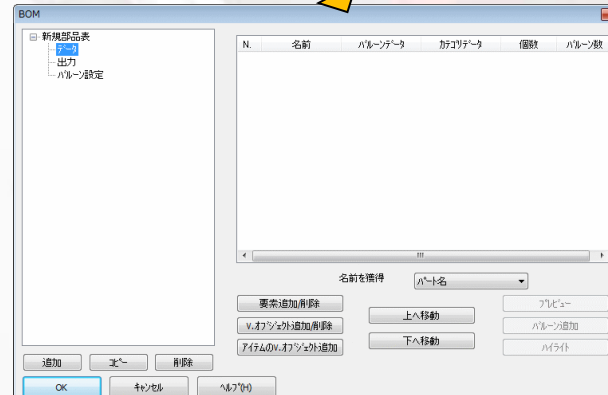 BOM
新規部品表
データ
出力
バルーン設定
N. 名前 バルーンデータ カテゴリデータ 個数 バルーン数
名前を獲得 パート名
要素追加/削除
V.オブジェクト追加/削除
アイテムのV.オブジェクト追加
上へ移動
下へ移動
プレビュー
バルーン追加
ハイライト
追加 コピー 削除
OK キャンセル ヘルプ(H)